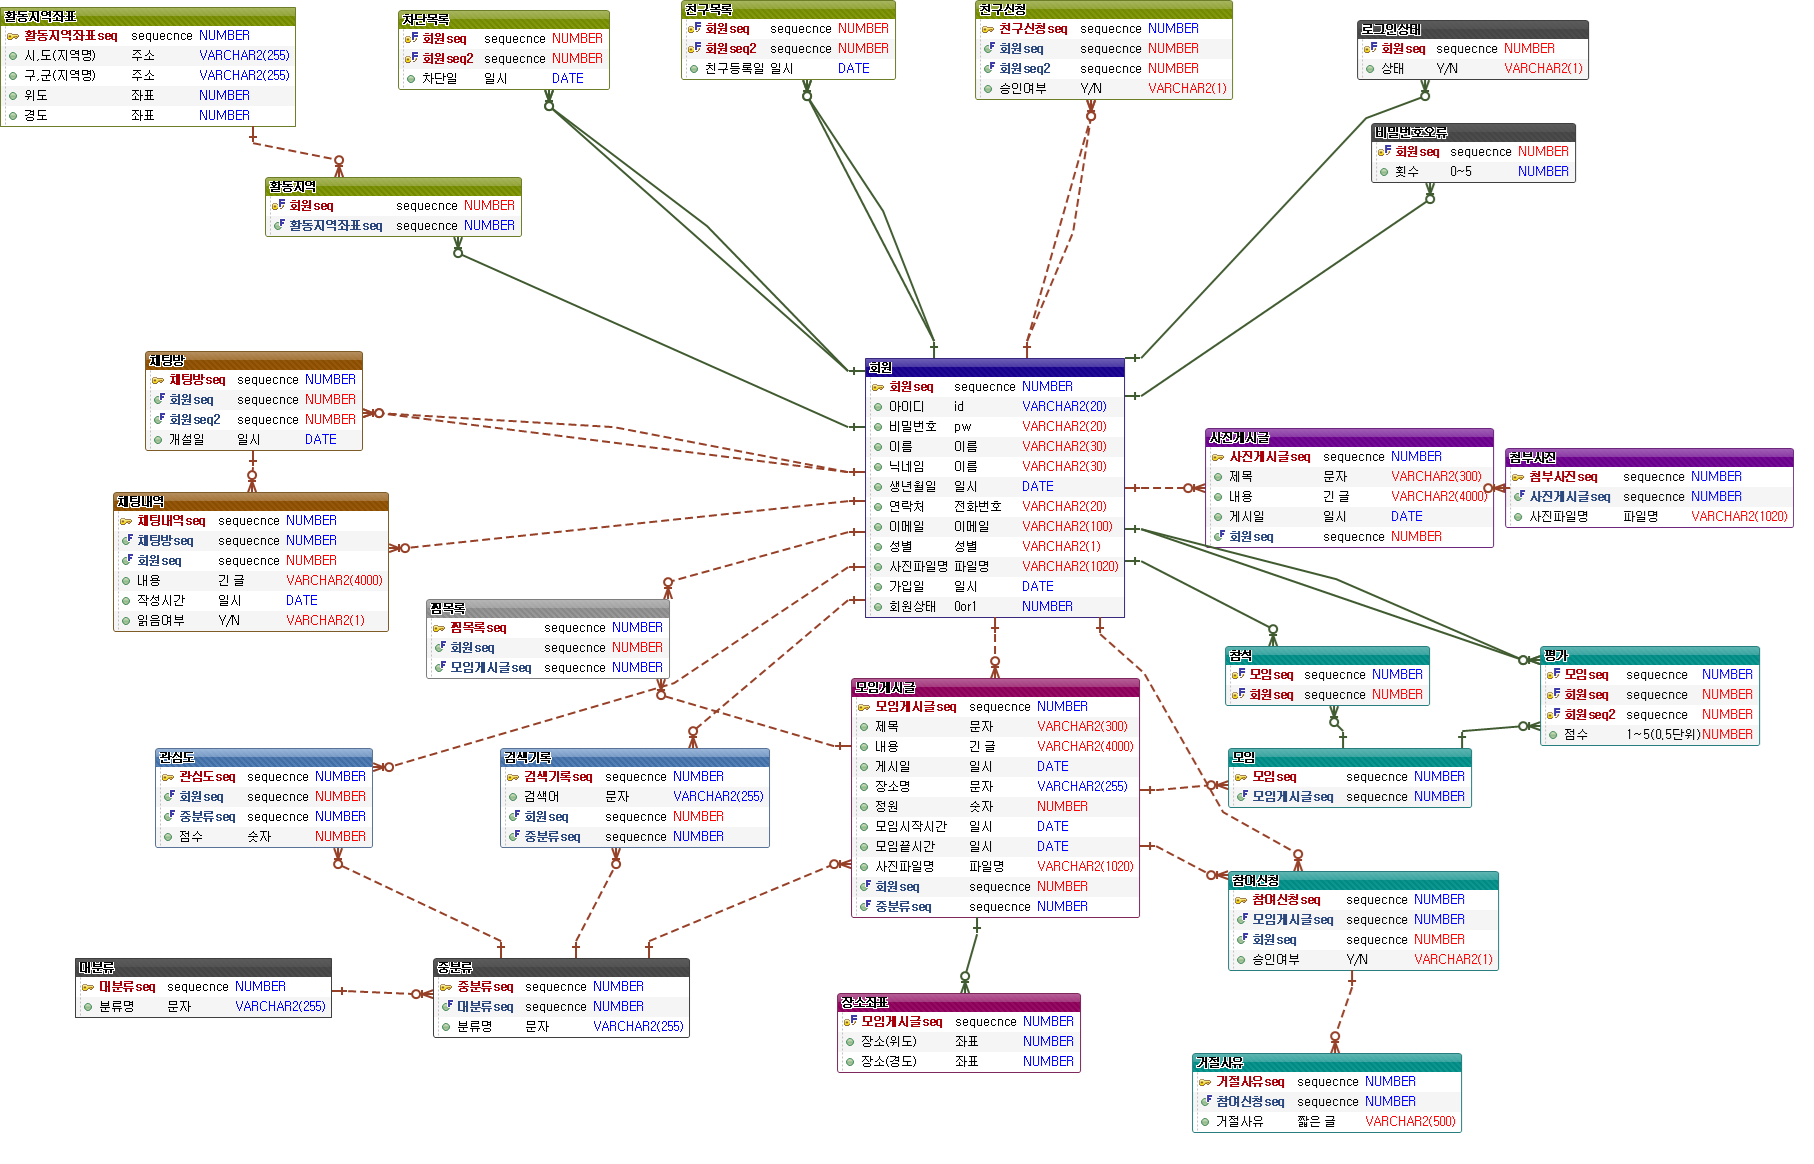 활동지역좌표
활동지역좌표seq sequecnce NUMBER
시,도(지역명) 주소 VARCHAR2(255)
구,군(지역명) 주소 VARCHAR2(255)
위도 좌표 NUMBER
경도 좌표 NUMBER
차단목록
회원seq sequecnce NUMBER
회원seq2 sequecnce NUMBER
차단일 일시 DATE
친구목록
회원seq sequecnce NUMBER
회원seq2 sequecnce NUMBER
친구등록일 일시 DATE
친구신청
친구신청seq sequecnce NUMBER
회원seq sequecnce NUMBER
회원seq2 sequecnce NUMBER
승인여부 Y/N VARCHAR2(1)
로그인상태
회원seq sequecnce NUMBER
상태 Y/N VARCHAR2(1)
비밀번호오류
회원seq sequecnce NUMBER
횟수 0~5 NUMBER
활동지역
회원seq sequecnce NUMBER
활동지역좌표seq sequecnce NUMBER
채팅방
채팅방seq sequecnce NUMBER
회원seq sequecnce NUMBER
회원seq2 sequecnce NUMBER
개설일 일시 DATE
회원
회원seq sequecnce NUMBER
아이디 id VARCHAR2(20)
비밀번호 pw VARCHAR2(20)
이름 이름 VARCHAR2(30)
닉네임 이름 VARCHAR2(30)
생년월일 일시 DATE
연락처 전화번호 VARCHAR2(20)
이메일 이메일 VARCHAR2(100)
성별 성별 VARCHAR2(1)
사진파일명 파일명 VARCHAR2(1020)
가입일 일시 DATE
회원상태 0or1 NUMBER
사진게시글
사진게시글seq sequecnce NUMBER
제목 문자 VARCHAR2(300)
내용 긴 글 VARCHAR2(4000)
게시일 일시 DATE
회원seq sequecnce NUMBER
첨부사진
첨부사진seq sequecnce NUMBER
사진게시글seq sequecnce NUMBER
사진파일명 파일명 VARCHAR2(1020)
채팅내역
채팅내역seq sequecnce NUMBER
채팅방seq sequecnce NUMBER
회원seq sequecnce NUMBER
내용 긴 글 VARCHAR2(4000)
작성시간 일시 DATE
읽음여부 Y/N VARCHAR2(1)
찜목록
찜목록seq sequecnce NUMBER
회원seq sequecnce NUMBER
모임게시글seq sequecnce NUMBER
참석
모임seq sequecnce NUMBER
회원seq sequecnce NUMBER
평가
모임seq sequecnce NUMBER
회원seq sequecnce NUMBER
회원seq2 sequecnce NUMBER
점수 1~5(0,5단위) NUMBER
모임게시글
모임게시글seq sequecnce NUMBER
제목 문자 VARCHAR2(300)
내용 긴 글 VARCHAR2(4000)
게시일 일시 DATE
장소명 문자 VARCHAR2(255)
정원 숫자 NUMBER
모임시작시간 일시 DATE
모임끝시간 일시 DATE
사진파일명 파일명 VARCHAR2(1020)
회원seq sequecnce NUMBER
중분류seq sequecnce NUMBER
관심도
관심도seq sequecnce NUMBER
회원seq sequecnce NUMBER
중분류seq sequecnce NUMBER
점수 숫자 NUMBER
검색기록
검색기록seq sequecnce NUMBER
검색어 문자 VARCHAR2(255)
회원seq sequecnce NUMBER
중분류seq sequecnce NUMBER
모임
모임seq sequecnce NUMBER
모임게시글seq sequecnce NUMBER
참여신청
참여신청seq sequecnce NUMBER
모임게시글seq sequecnce NUMBER
회원seq sequecnce NUMBER
승인여부 Y/N VARCHAR2(1)
대분류
대분류seq sequecnce NUMBER
분류명 문자 VARCHAR2(255)
중분류
중분류seq sequecnce NUMBER
대분류seq sequecnce NUMBER
분류명 문자 VARCHAR2(255)
장소좌표
모임게시글seq sequecnce NUMBER
장소(위도) 좌표 NUMBER
장소(경도) 좌표 NUMBER
거절사유
거절사유seq sequecnce NUMBER
참여신청seq sequecnce NUMBER
거절사유 짧은 글 VARCHAR2(500)